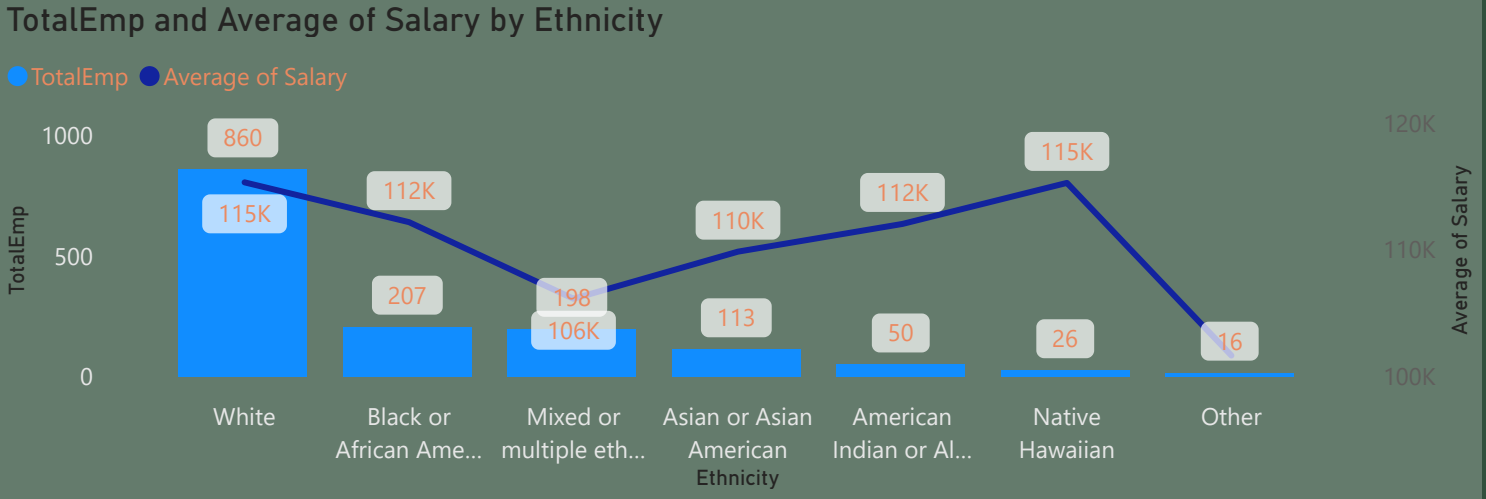 TotalEmp and Average of Salary by Ethnicity
TotalEmp Average of Salary
1000
500
0
TotalEmp
860
115K
112K
207
198
106K
110K
113
112K
50
115K
26
16
120K
110K
100K
Average of Salary
White
Black or
African Ame...
Mixed or
multiple eth...
Asian or Asian
American
American
Indian or Al...
Native
Hawaiian
Other
Ethnicity